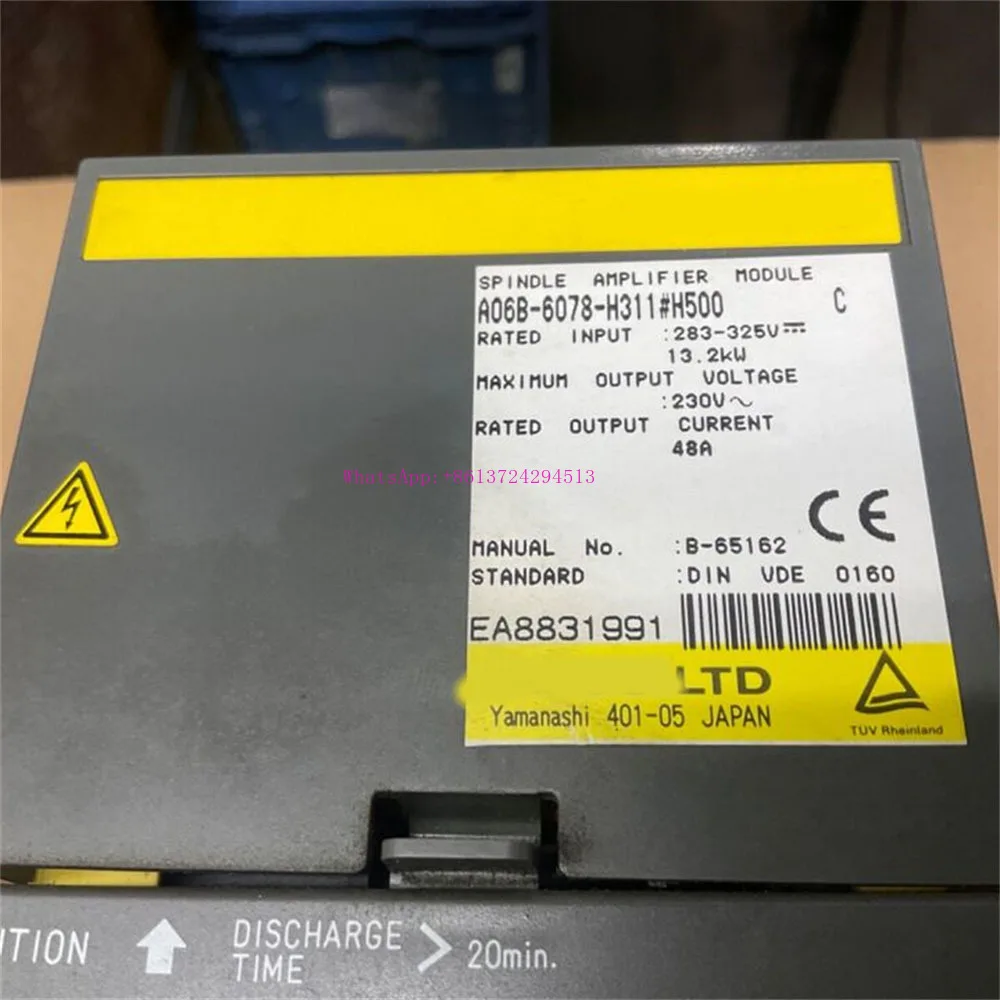 SPINDLE AMPLIFIER MODULE
A06B-6078-H311#H500 C
RATED INPUT :283-325V⎓
13.2kW
MAXIMUM OUTPUT VOLTAGE
:230V～
RATED OUTPUT CURRENT
48A
WhatsApp:+8613724294513
CE
MANUAL No. :B-65162
STANDARD :DIN VDE 0160
EA8831991
LTD
Yamanashi 401-05 JAPAN
TÜV Rheinland
UTION ⬆ DISCHARGE TIME > 20min.